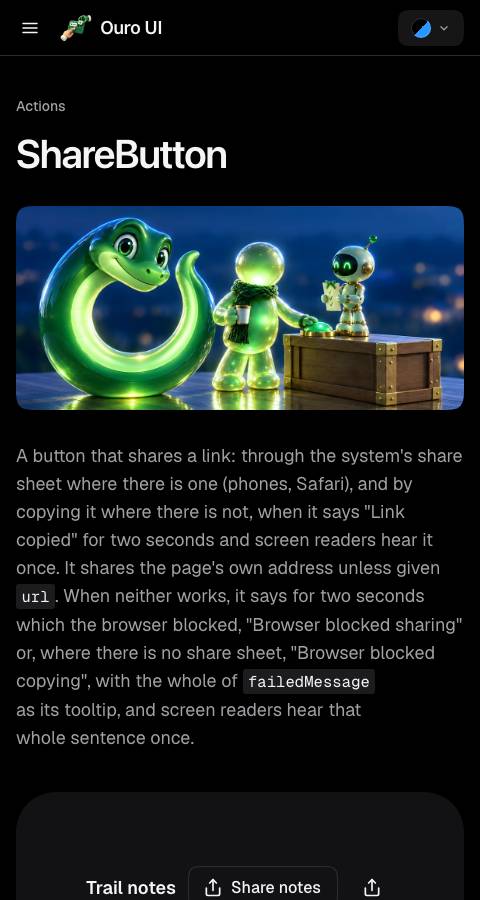 Ouro UI
Actions
ShareButton
A button that shares a link: through the system's share
sheet where there is one (phones, Safari), and by
copying it where there is not, when it says "Link
copied" for two seconds and screen readers hear it
once. It shares the page's own address unless given
url. When neither works, it says for two seconds
which the browser blocked, "Browser blocked sharing"
or, where there is no share sheet, "Browser blocked
copying", with the whole of failedMessage
as its tooltip, and screen readers hear that
whole sentence once.
Trail notes Share notes